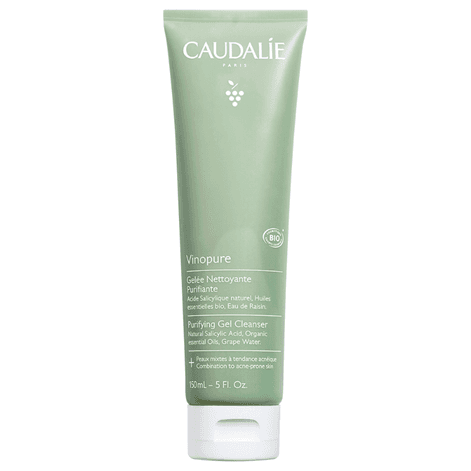 CAUDALÍE
PARIS
BIO
Vinopure
Gelée Nettoyante
Purifiante
Acide Salicylique naturel, Huiles
essentielles bio, Eau de Raisin.
Purifying Gel Cleanser
Natural Salicylic Acid, Organic
essential Oils, Grape Water.
+ Peaux mixtes à tendance acnéique
Combination to acne-prone skin
150mL - 5 Fl. Oz.